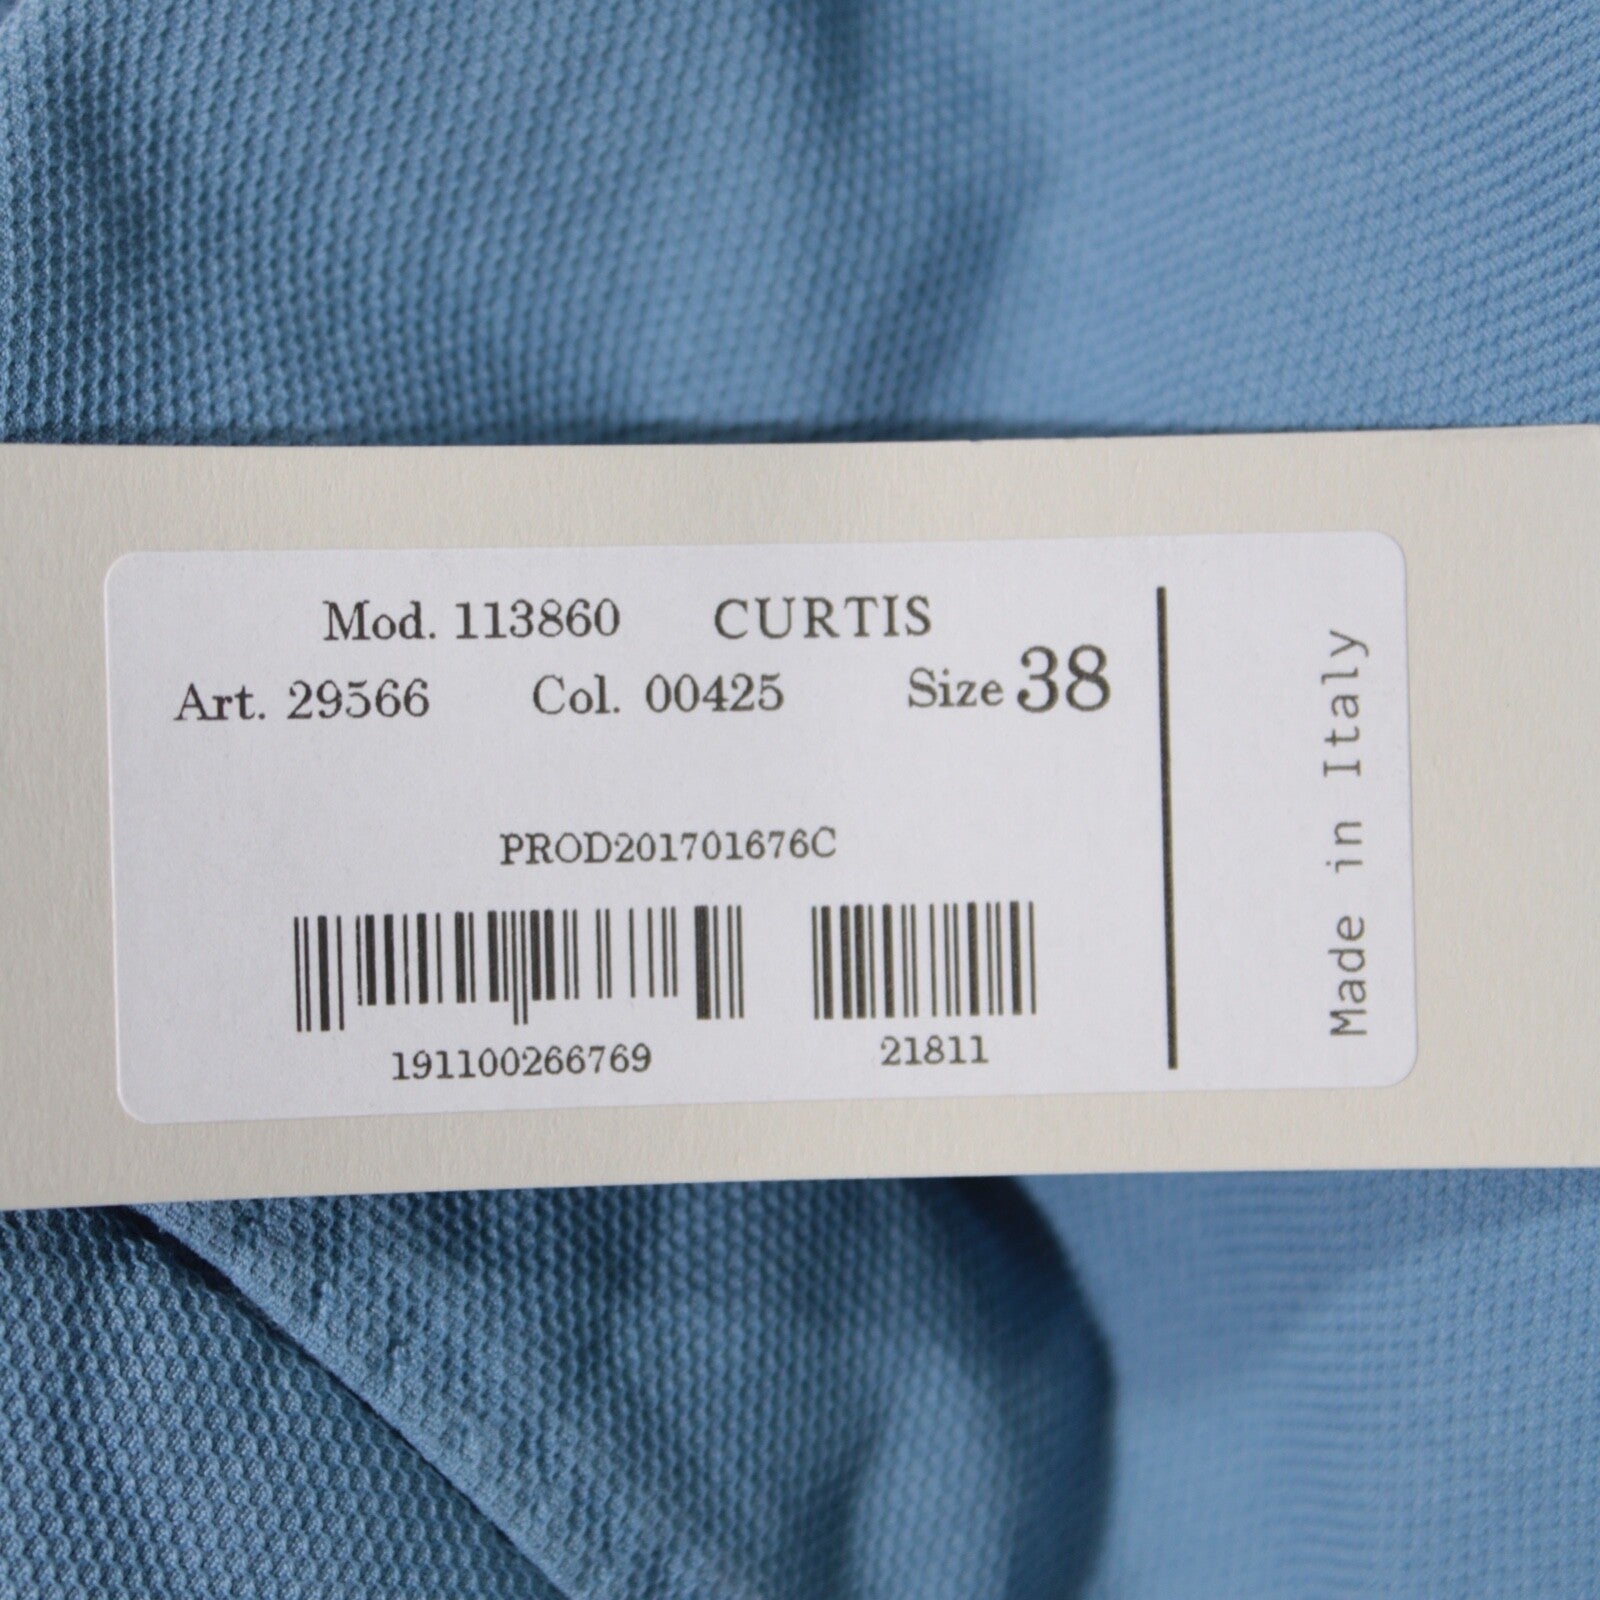 Mod. 113860 CURTIS
Art. 29566 Col. 00425 Size 38
PROD201701676C
191100266769 21811
Made in Italy